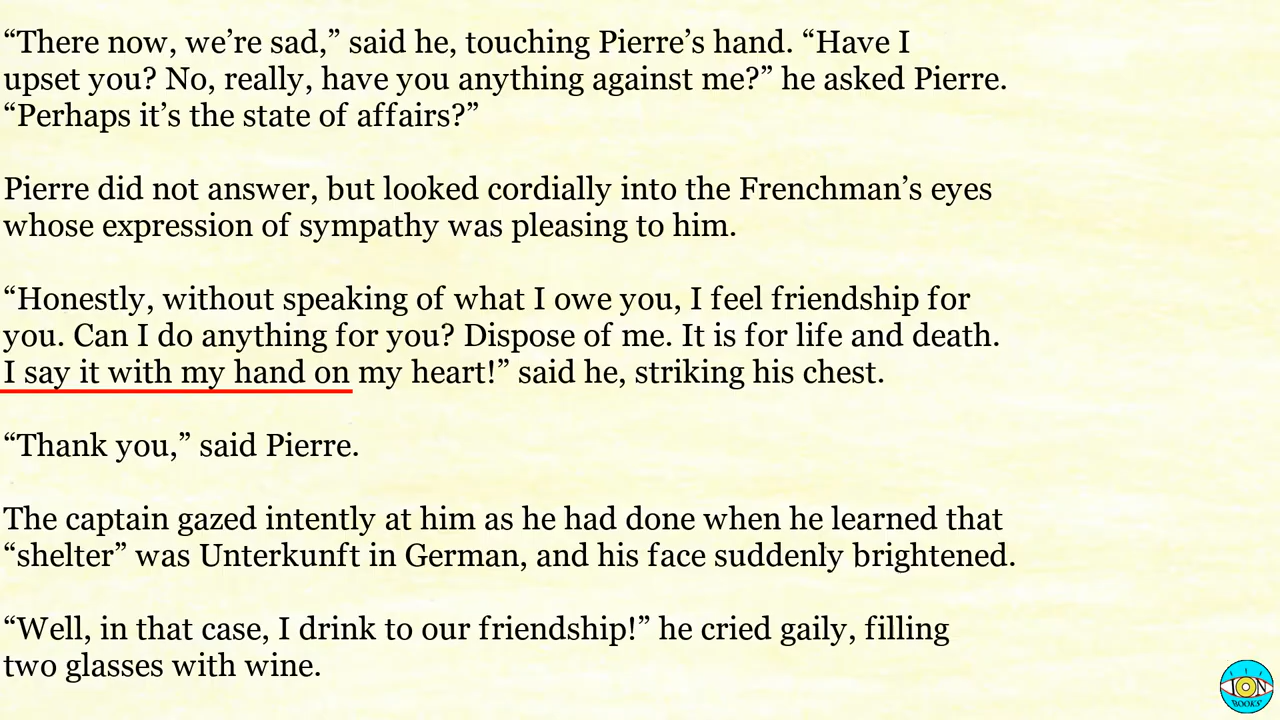 “There now, we’re sad,” said he, touching Pierre’s hand. “Have I
upset you? No, really, have you anything against me?” he asked Pierre.
“Perhaps it’s the state of affairs?”
Pierre did not answer, but looked cordially into the Frenchman’s eyes
whose expression of sympathy was pleasing to him.
“Honestly, without speaking of what I owe you, I feel friendship for
you. Can I do anything for you? Dispose of me. It is for life and death.
I say it with my hand on my heart!” said he, striking his chest.
“Thank you,” said Pierre.
The captain gazed intently at him as he had done when he learned that
“shelter” was Unterkunft in German, and his face suddenly brightened.
“Well, in that case, I drink to our friendship!” he cried gaily, filling
two glasses with wine.
ION
BOOKS